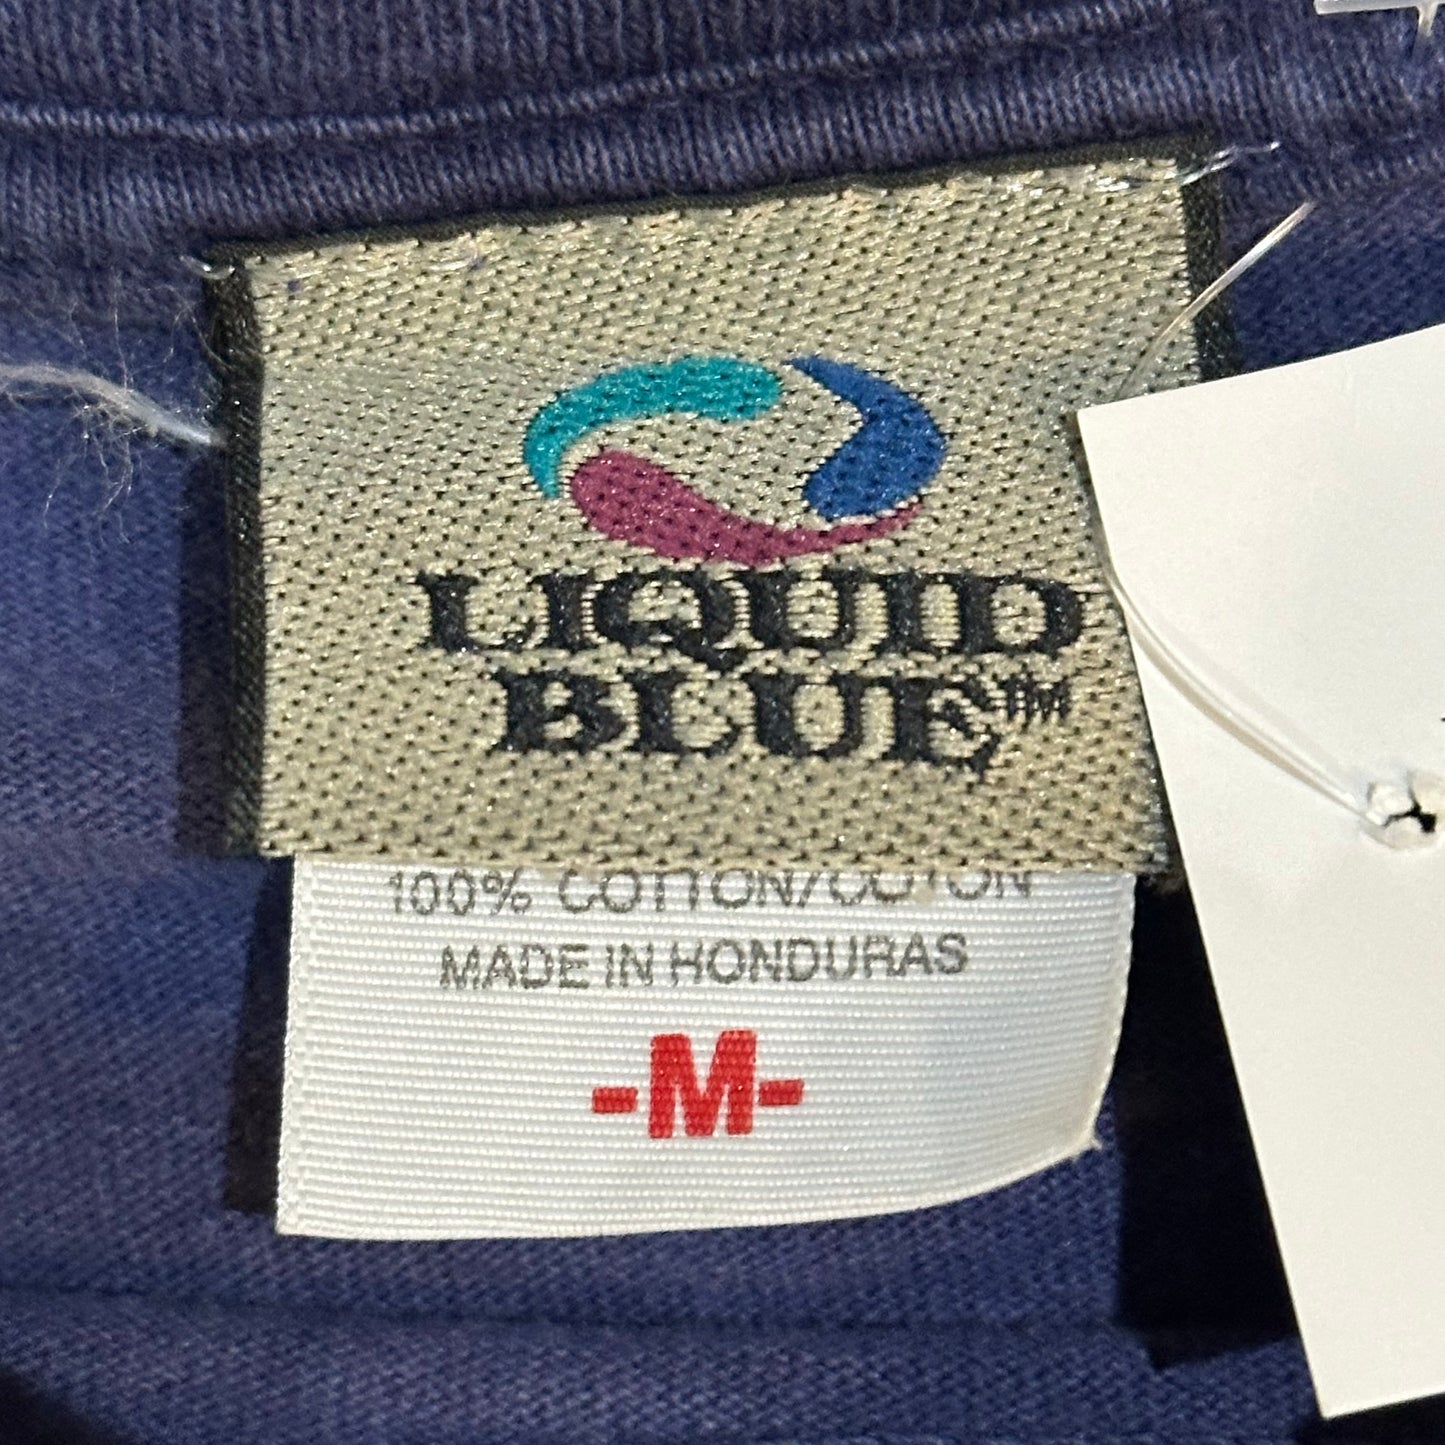 LIQUID
BLUE™
100% COTTON/COTON
MADE IN HONDURAS
-M-